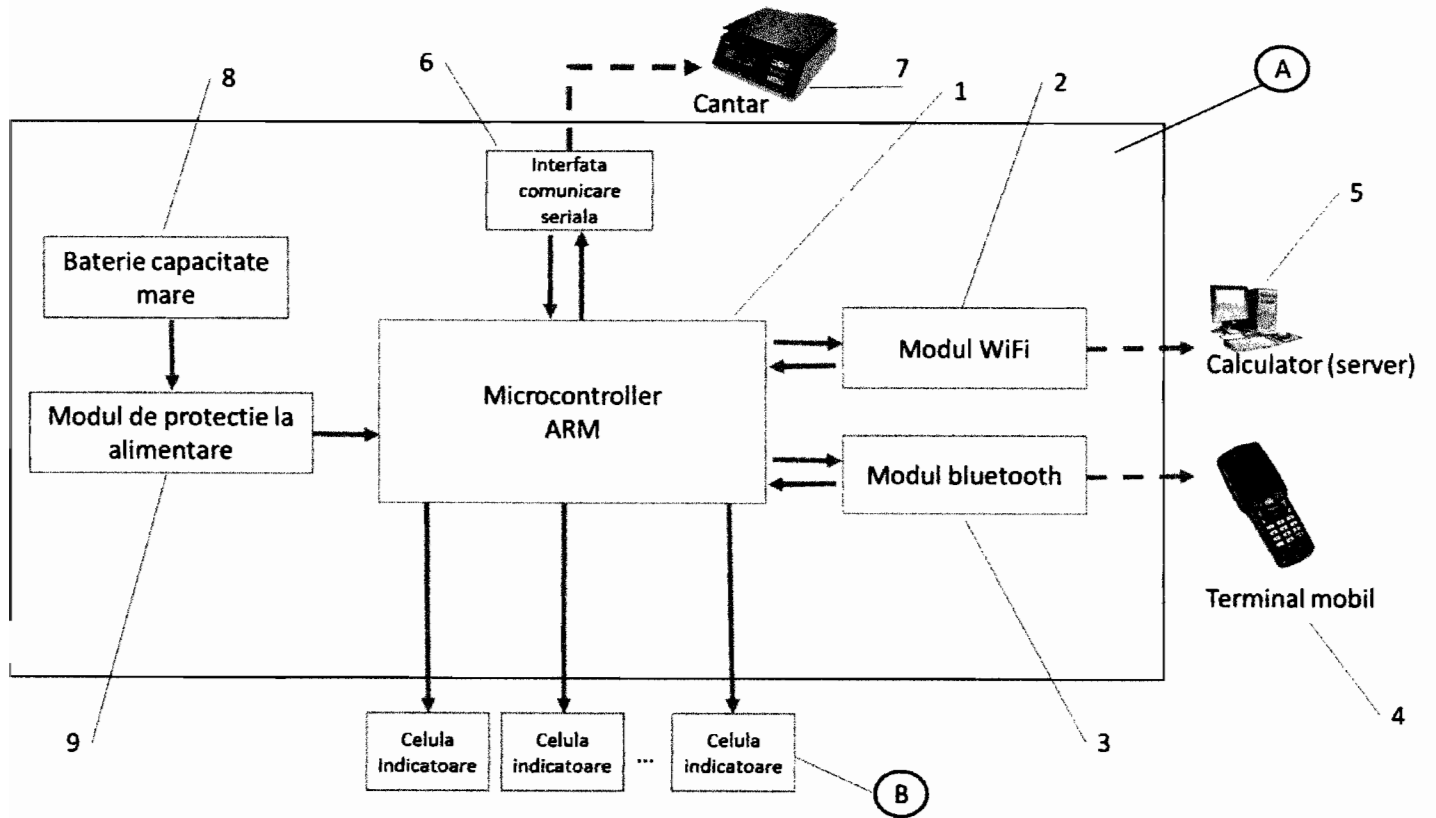 6
8
7
2
A
1
Cantar
Interfata
comunicare
seriala
5
Baterie capacitate
mare
Modul WiFi
Calculator (server)
Microcontroller
ARM
Modul de protectie la
alimentare
Modul bluetooth
Terminal mobil
9
Celula
Indicatoare
Celula
indicatoare
...
Celula
indicatoare
3
4
B